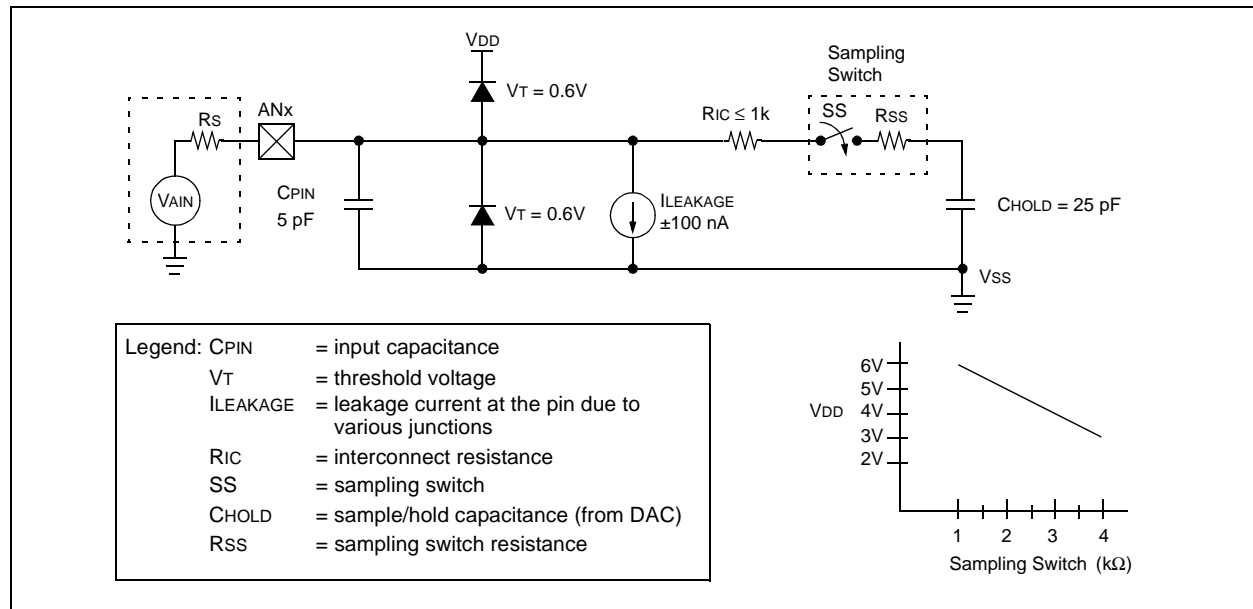 VDD
Sampling
Switch
VT = 0.6V
RIC ≤ 1k
SS
RSS
RS
ANx
VAIN
CPIN
5 pF
VT = 0.6V
ILEAKAGE
±100 nA
CHOLD = 25 pF
VSS
Legend: CPIN = input capacitance
VT = threshold voltage
ILEAKAGE = leakage current at the pin due to
various junctions
RIC = interconnect resistance
SS = sampling switch
CHOLD = sample/hold capacitance (from DAC)
RSS = sampling switch resistance
6V
5V
VDD 4V
3V
2V
1 2 3 4
Sampling Switch (kΩ)